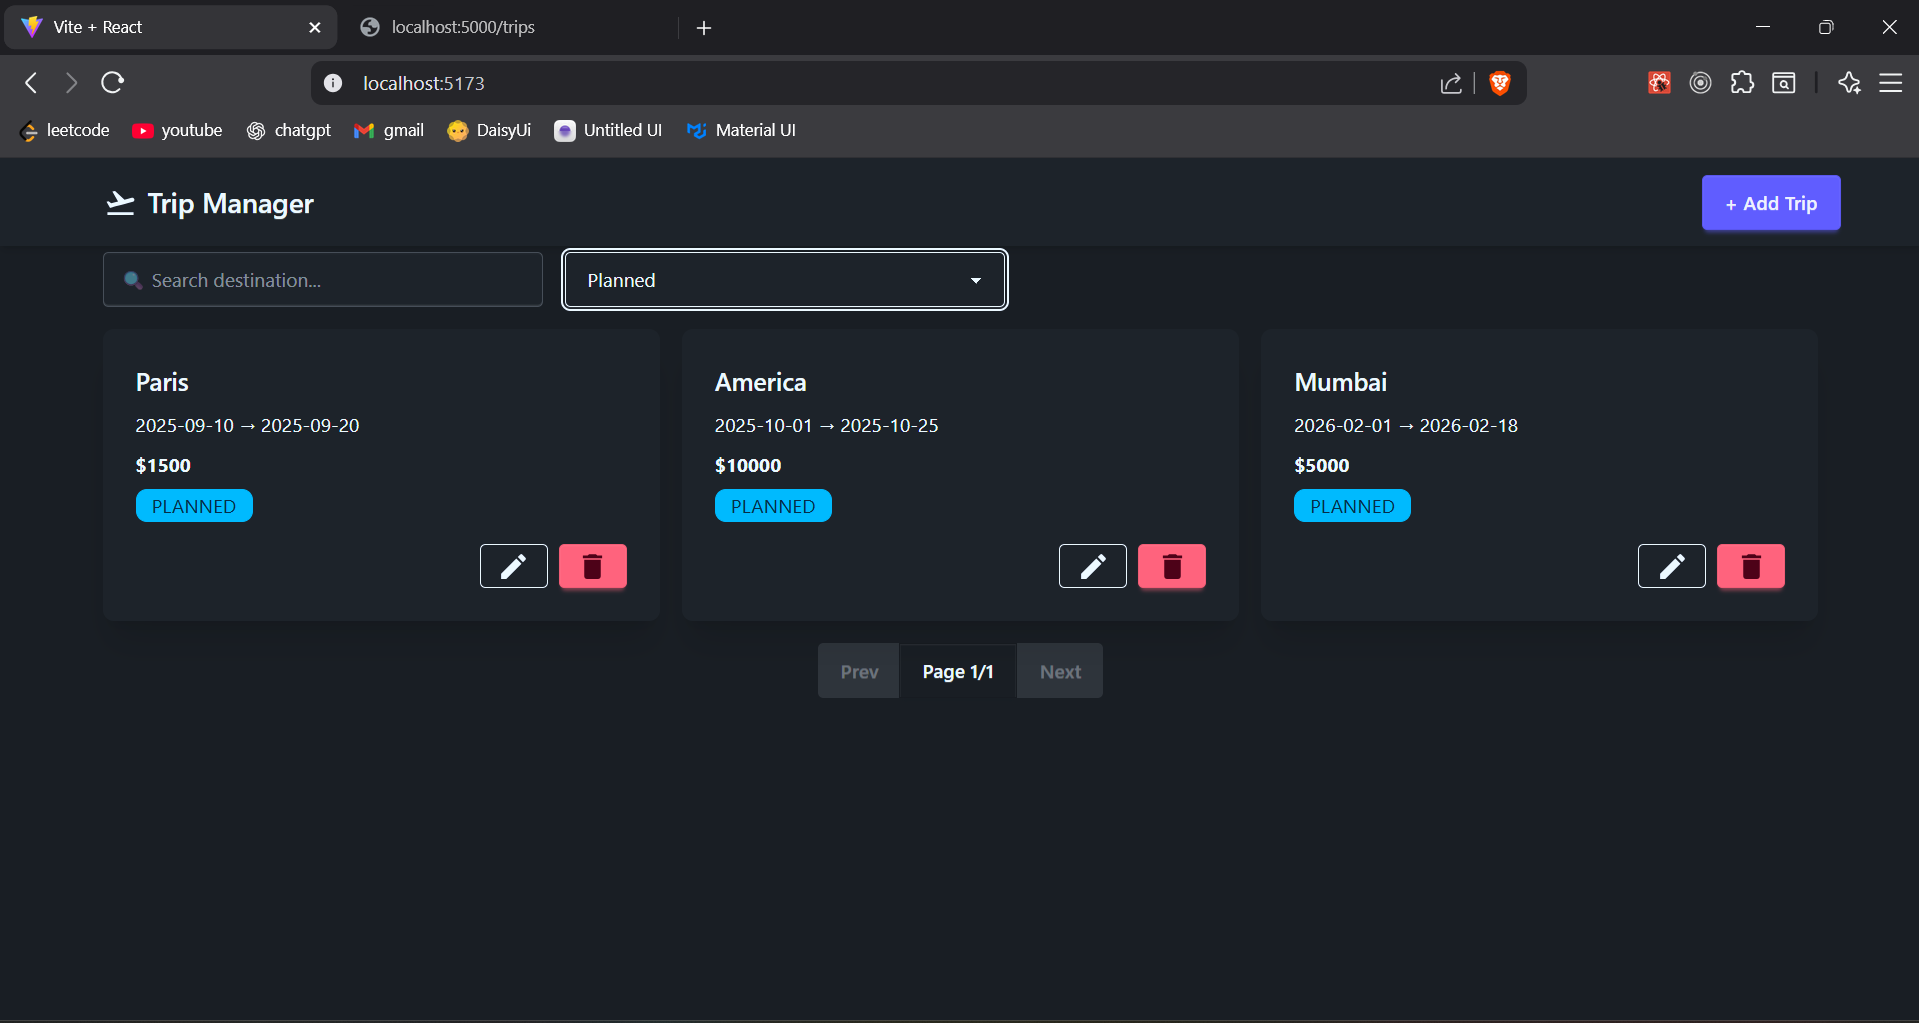 Vite + React
localhost:5000/trips
localhost:5173
leetcode youtube chatgpt gmail DaisyUi Untitled UI Material UI
Trip Manager
+ Add Trip
Search destination...
Planned
Paris
2025-09-10 → 2025-09-20
$1500
PLANNED
America
2025-10-01 → 2025-10-25
$10000
PLANNED
Mumbai
2026-02-01 → 2026-02-18
$5000
PLANNED
Prev Page 1/1 Next